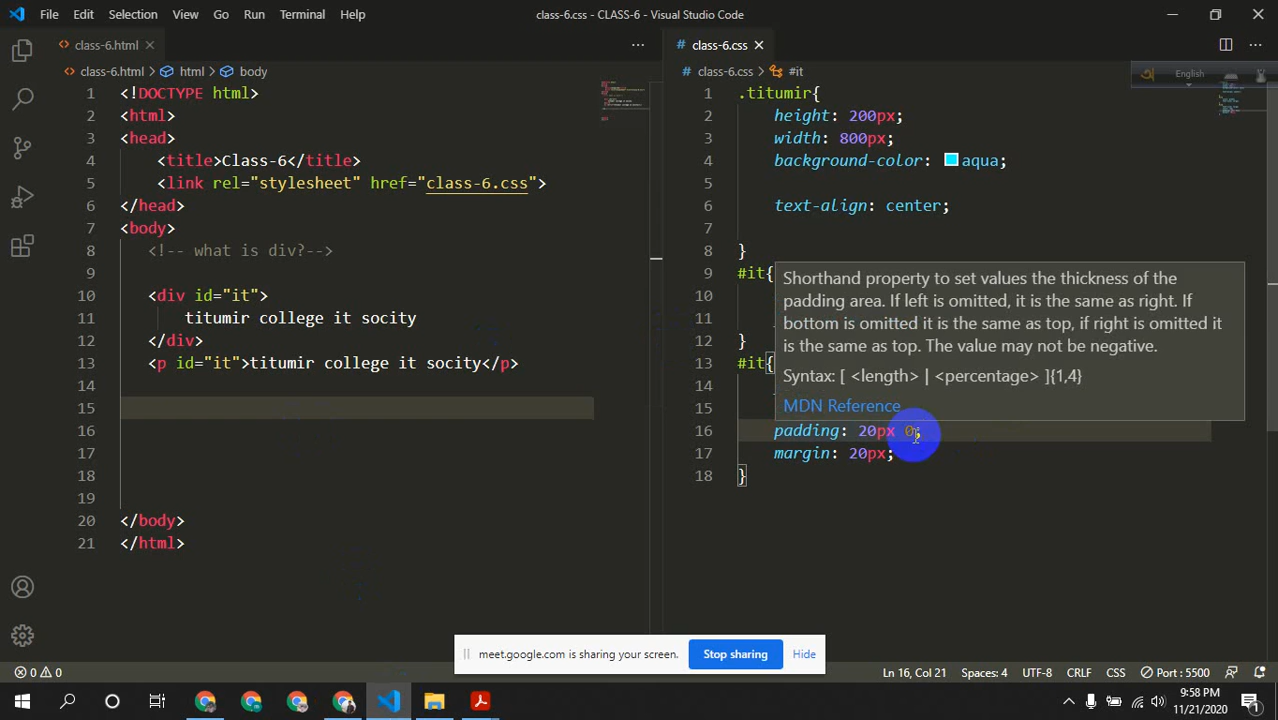 File Edit Selection View Go Run Terminal Help
class-6.css - CLASS-6 - Visual Studio Code
class-6.html
class-6.html > html > body
1 <!DOCTYPE html>
2 <html>
3 <head>
4 <title>Class-6</title>
5 <link rel="stylesheet" href="class-6.css">
6 </head>
7 <body>
8 <!-- what is div?-->
9
10 <div id="it">
11 titumir college it socity
12 </div>
13 <p id="it">titumir college it socity</p>
14
15
16
17
18
19
20 </body>
21 </html>
class-6.css
class-6.css > #it
English
1 .titumir{
2 height: 200px;
3 width: 800px;
4 background-color: aqua;
5
6 text-align: center;
7
8 }
9 #it{
10
11
12 }
13 #it{
14
15
16 padding: 20px 0;
17 margin: 20px;
18 }
Shorthand property to set values the thickness of the
padding area. If left is omitted, it is the same as right. If
bottom is omitted it is the same as top, if right is omitted it
is the same as top. The value may not be negative.
Syntax: [ <length> | <percentage> ]{1,4}
MDN Reference
meet.google.com is sharing your screen. Stop sharing Hide
0 0 Ln 16, Col 21 Spaces: 4 UTF-8 CRLF CSS Port : 5500
9:58 PM
11/21/2020